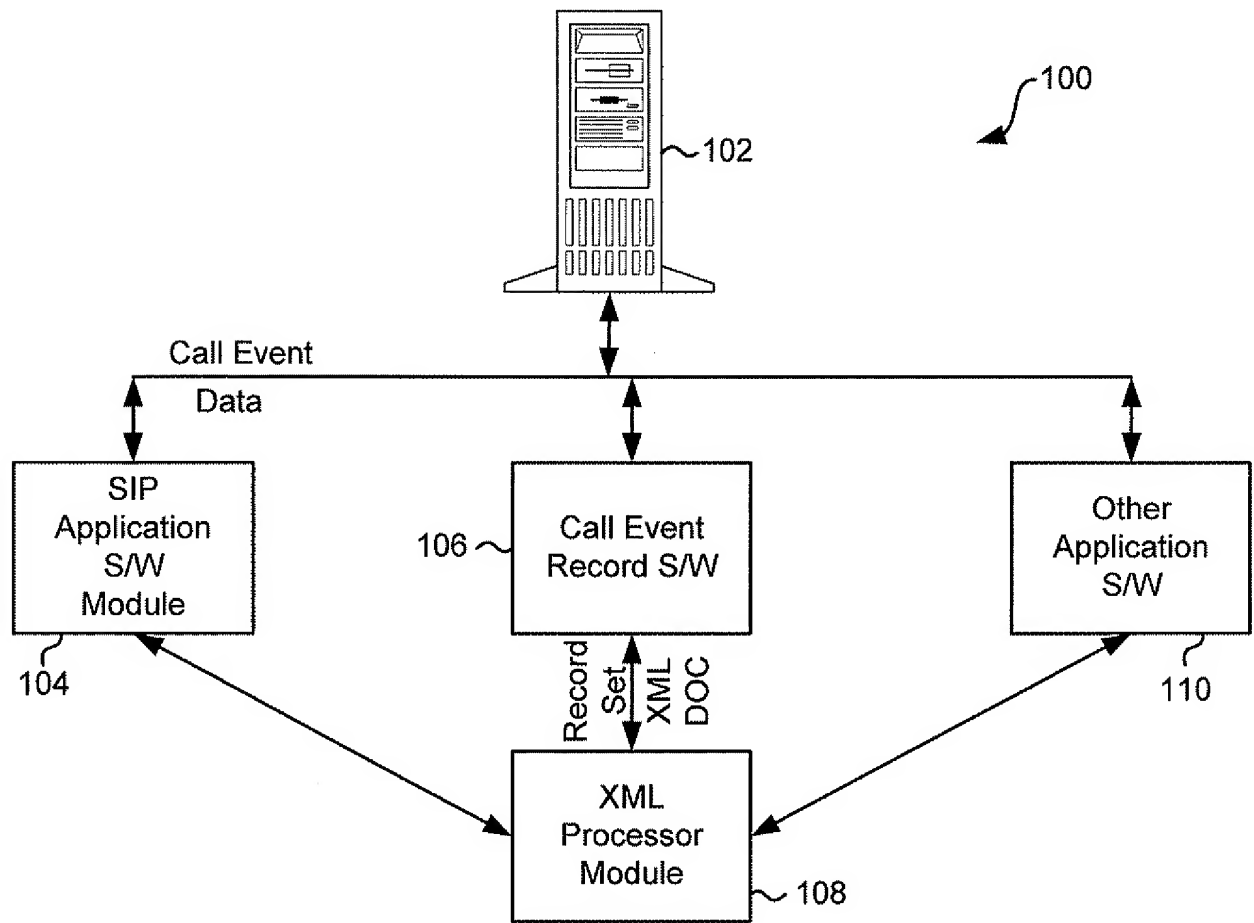 100
102
Call Event
Data
SIP
Application
S/W
Module
104
106
Call Event
Record S/W
Other
Application
S/W
110
Record
Set
XML
DOC
XML
Processor
Module
108